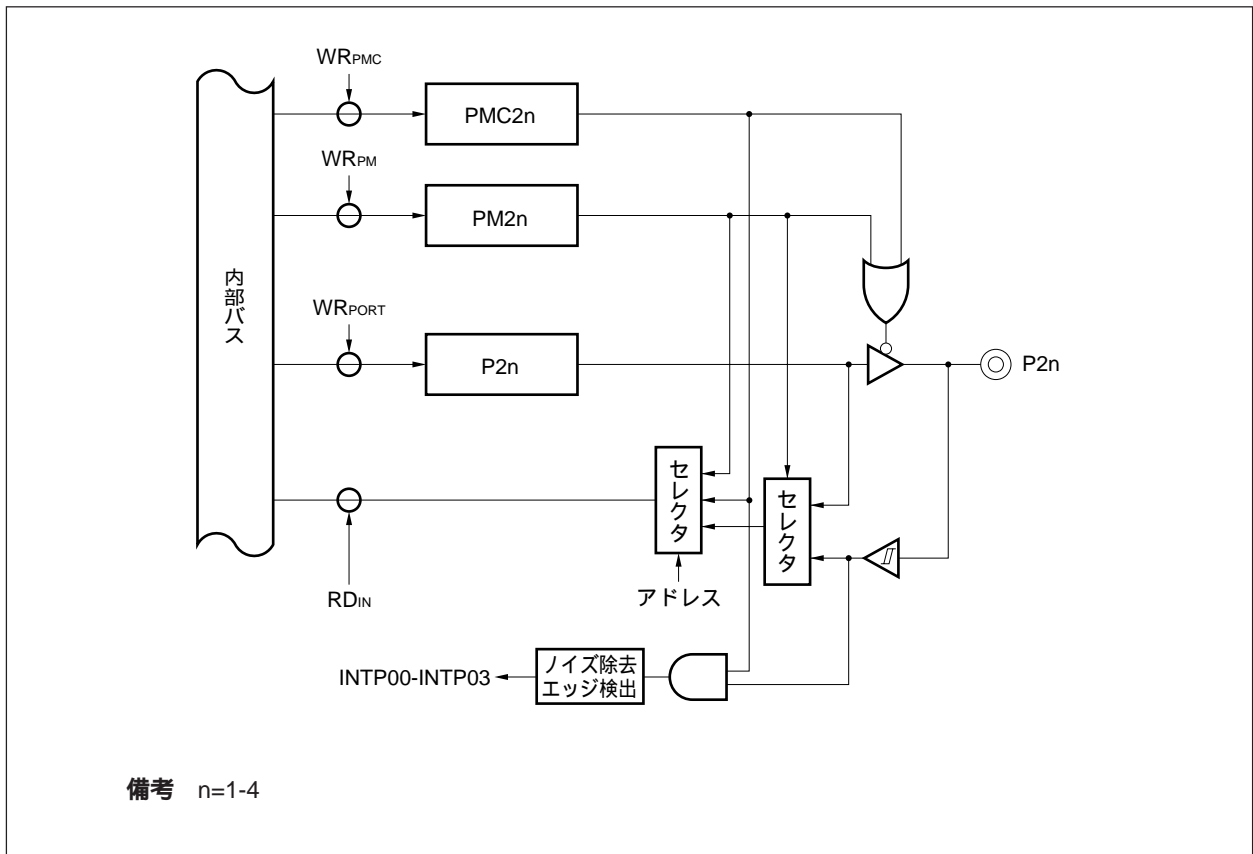 WRPMC
PMC2n
WRPM
PM2n
内部バス
WRPORT
P2n
P2n
セレクタ
セレクタ
RDIN
アドレス
INTP00-INTP03
ノイズ除去
エッジ検出
備考 n=1-4